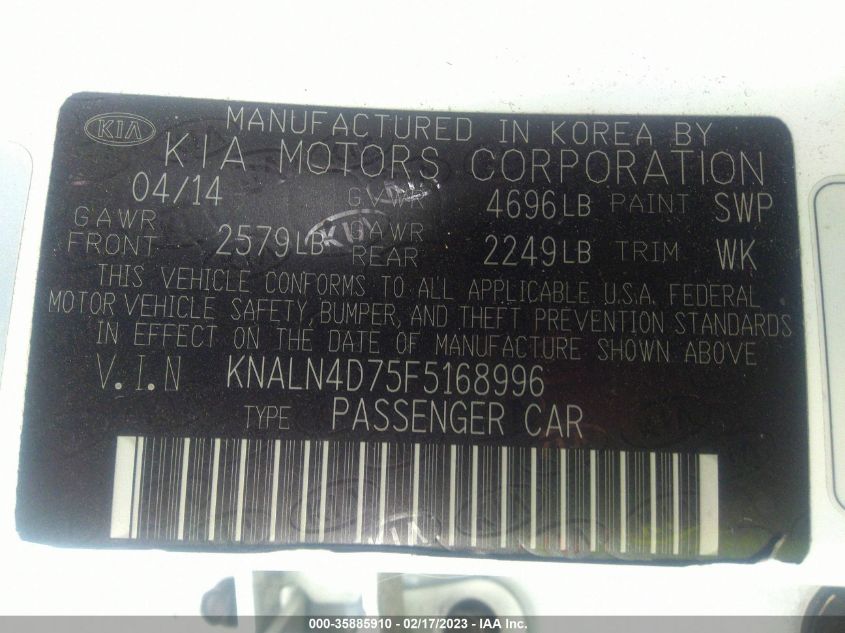 KIA
MANUFACTURED IN KOREA BY
KIA MOTORS CORPORATION
04/14 GVWR 4696LB PAINT SWP
GAWR FRONT 2579LB GAWR REAR 2249LB TRIM WK
THIS VEHICLE CONFORMS TO ALL APPLICABLE U.S.A. FEDERAL
MOTOR VEHICLE SAFETY, BUMPER, AND THEFT PREVENTION STANDARDS
IN EFFECT ON THE DATE OF MANUFACTURE SHOWN ABOVE
V.I.N KNALN4D75F5168996
TYPE PASSENGER CAR
000-35885910 - 02/17/2023 - IAA Inc.